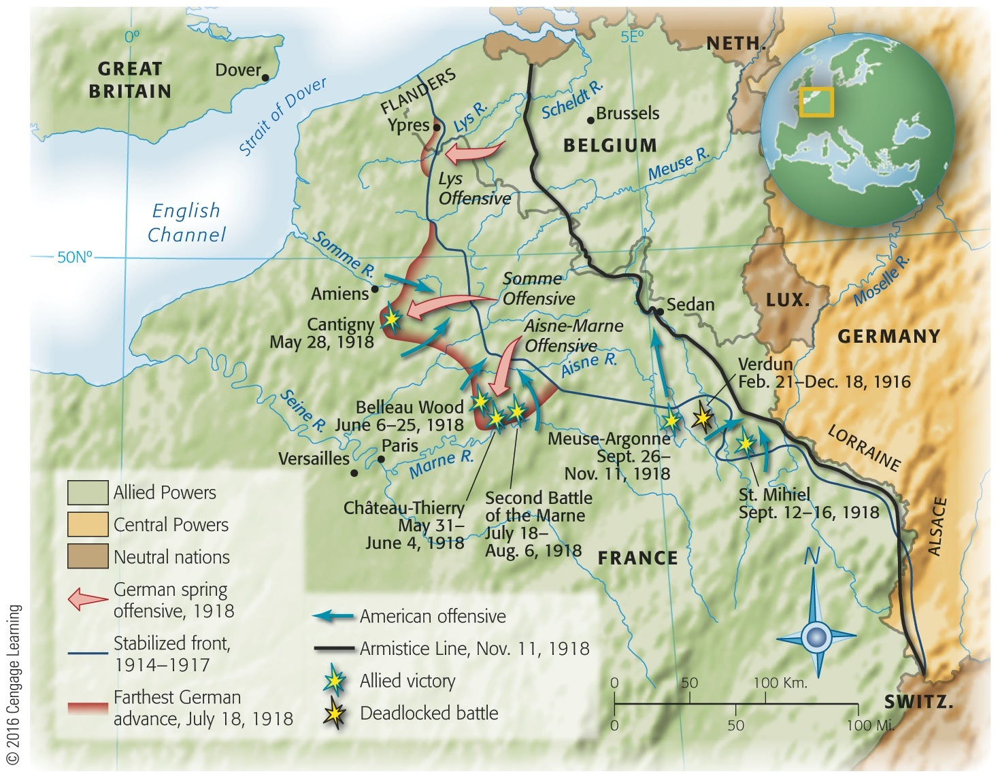 0º
5E º
GREAT
BRITAIN
Dover
Strait of Dover
English
Channel
50Nº
NETH.
FLANDERS
Ypres
Lys R.
Scheldt R.
Brussels
BELGIUM
Meuse R.
Lys
Offensive
Somme R.
Amiens
Somme
Offensive
Cantigny
May 28, 1918
Aisne-Marne
Offensive
Aisne R.
Sedan
LUX.
Moselle R.
GERMANY
Verdun
Feb. 21–Dec. 18, 1916
Seine R.
Belleau Wood
June 6–25, 1918
Paris
Versailles
Marne R.
Meuse-Argonne
Sept. 26–
Nov. 11, 1918
LORRAINE
Château-Thierry
May 31–
June 4, 1918
Second Battle
of the Marne
July 18–
Aug. 6, 1918
St. Mihiel
Sept. 12–16, 1918
ALSACE
FRANCE
N
SWITZ.
Allied Powers
Central Powers
Neutral nations
German spring
offensive, 1918
Stabilized front,
1914–1917
Farthest German
advance, July 18, 1918
American offensive
Armistice Line, Nov. 11, 1918
Allied victory
Deadlocked battle
0 50 100 Km.
0 50 100 Mi.
© 2016 Cengage Learning